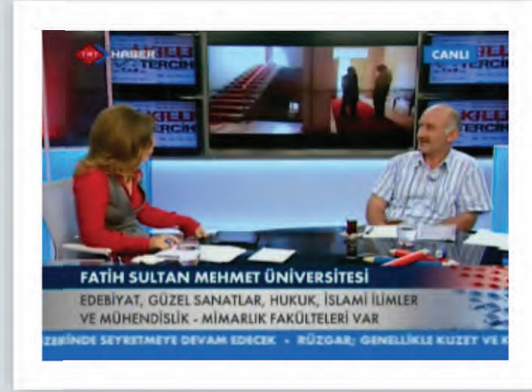 TRT HABER
CANLI
KILLI
TERCİH
FATİH SULTAN MEHMET ÜNİVERSİTESİ
EDEBİYAT, GÜZEL SANATLAR, HUKUK, İSLAMİ İLİMLER
VE MÜHENDİSLİK - MİMARLIK FAKÜLTELERİ VAR
ZERİNDE SEYRETMEYE DEVAM EDECEK - RÜZGAR; GENELLİKLE KUZEY VE K